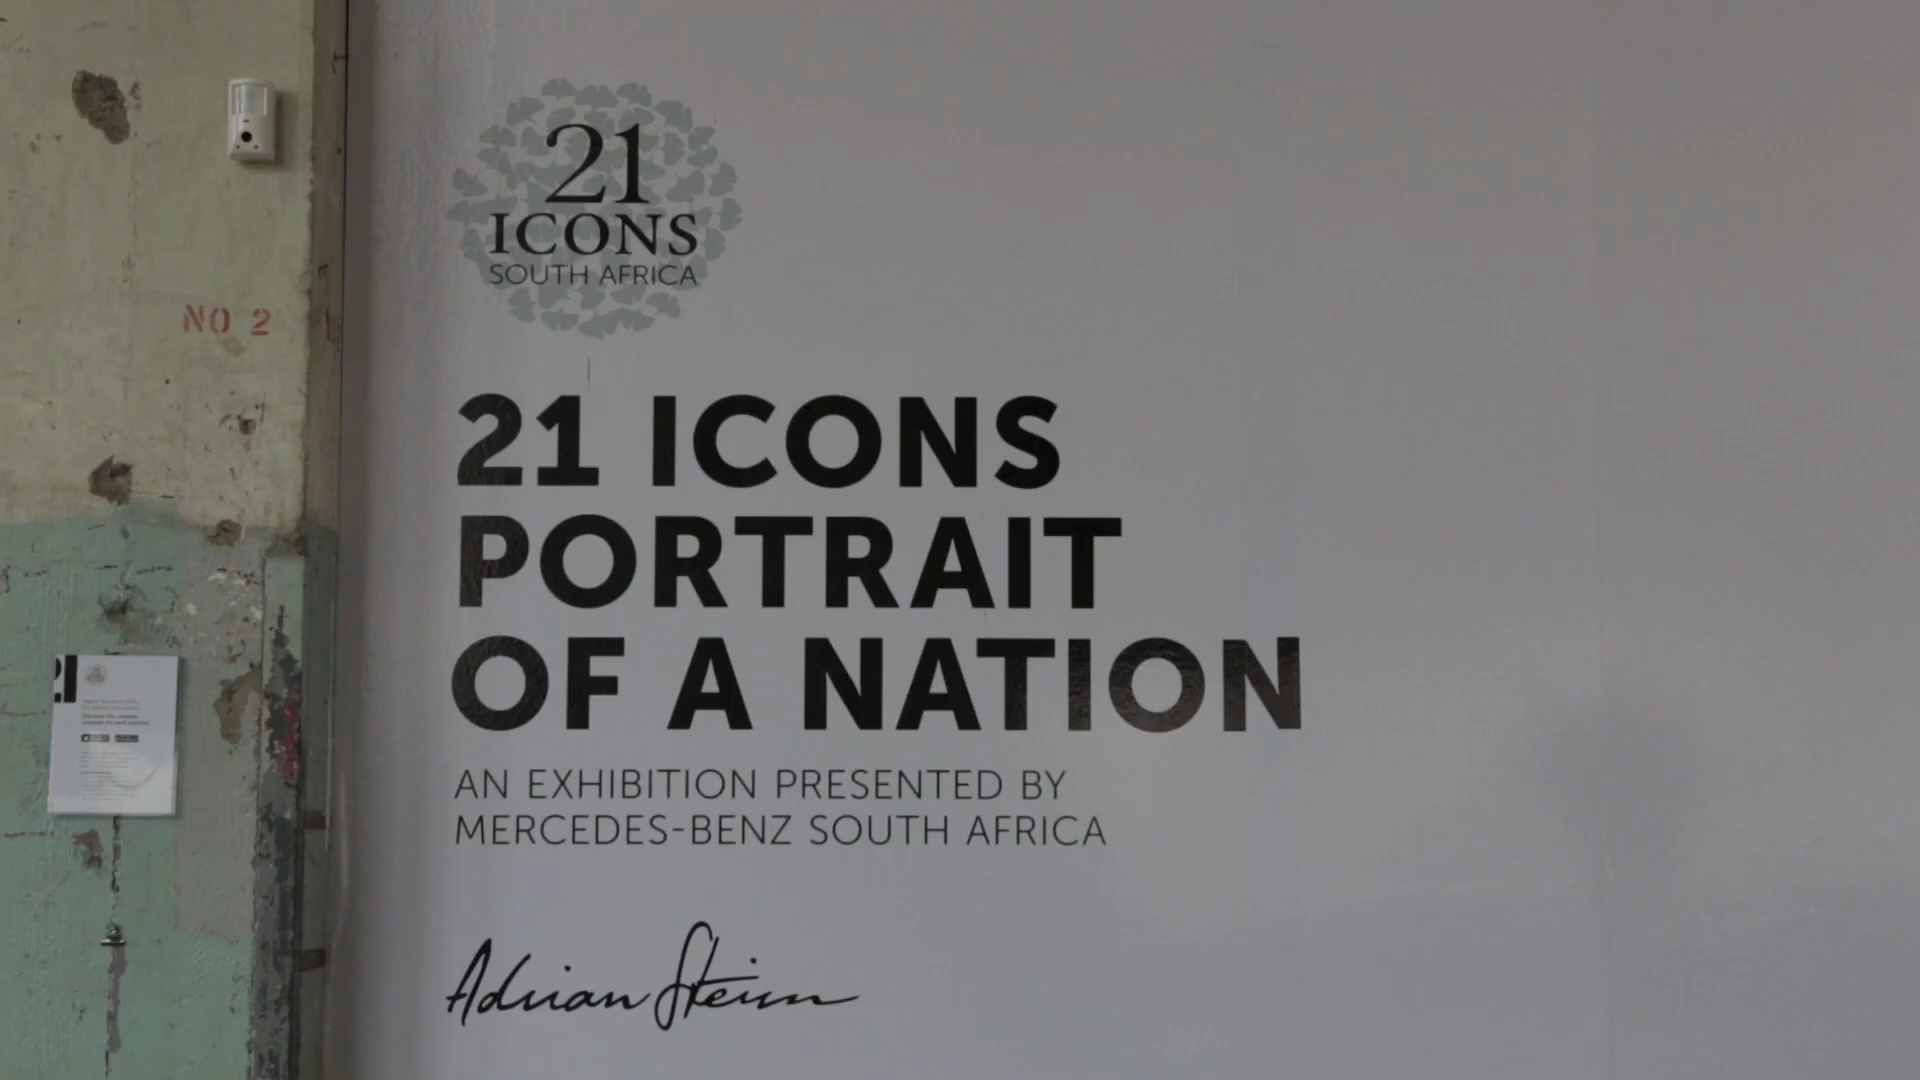 21
ICONS
SOUTH AFRICA
NO 2
21 ICONS
PORTRAIT
OF A NATION
AN EXHIBITION PRESENTED BY
MERCEDES-BENZ SOUTH AFRICA
Adrian Steirn
21